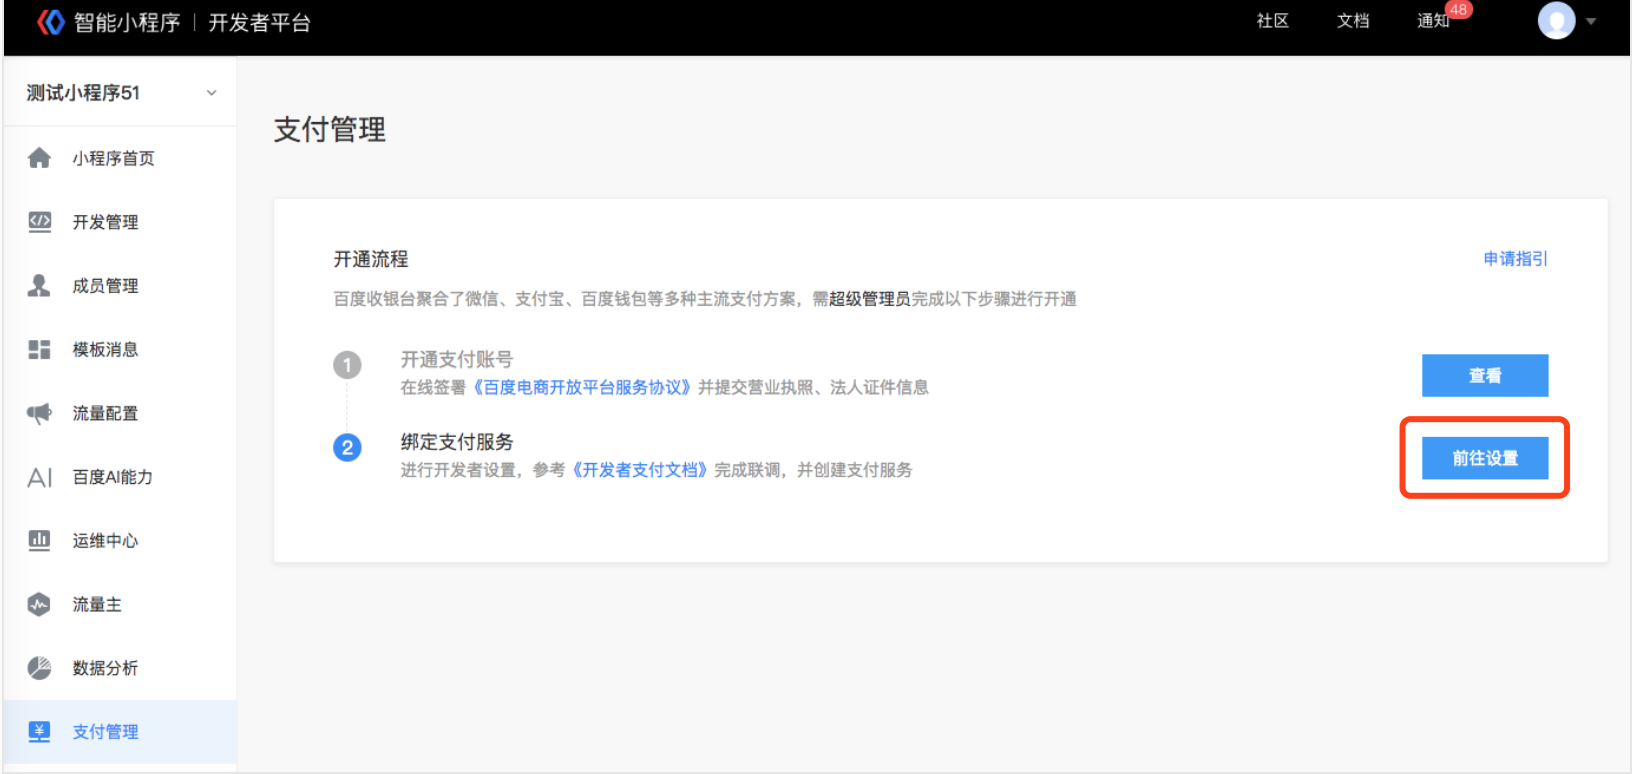 智能小程序 | 开发者平台
社区
文档
通知
48
测试小程序51
小程序首页
开发管理
成员管理
模板消息
流量配置
AI 百度AI能力
运维中心
流量主
数据分析
¥ 支付管理
支付管理
开通流程
申请指引
百度收银台聚合了微信、支付宝、百度钱包等多种主流支付方案，需超级管理员完成以下步骤进行开通
1 开通支付账号
在线签署《百度电商开放平台服务协议》并提交营业执照、法人证件信息
查看
2 绑定支付服务
进行开发者设置，参考《开发者支付文档》完成联调，并创建支付服务
前往设置